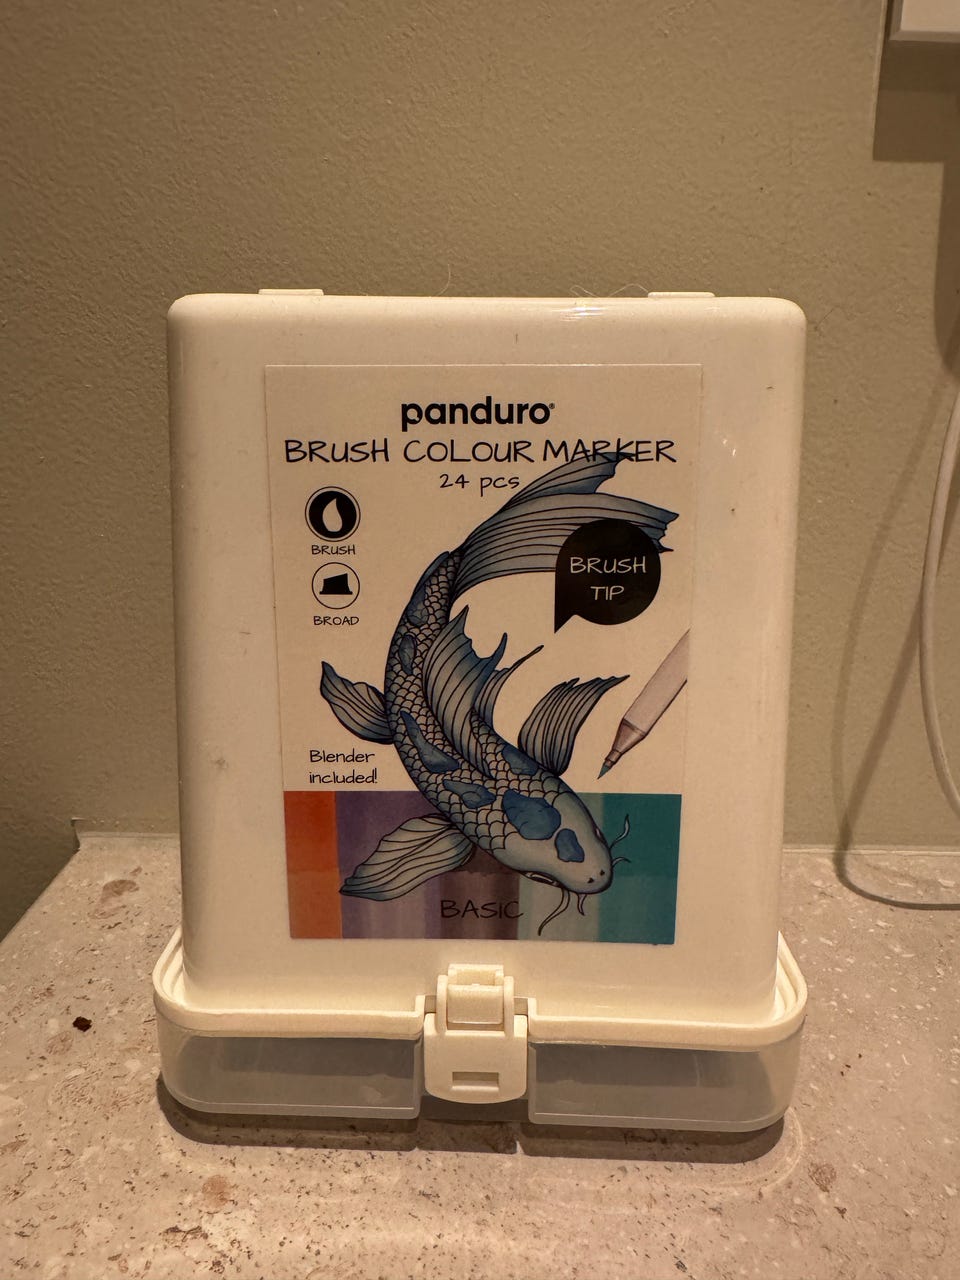 panduro®
BRUSH COLOUR MARKER
24 pcs
BRUSH
BROAD
BRUSH
TIP
Blender
included!
BASIC